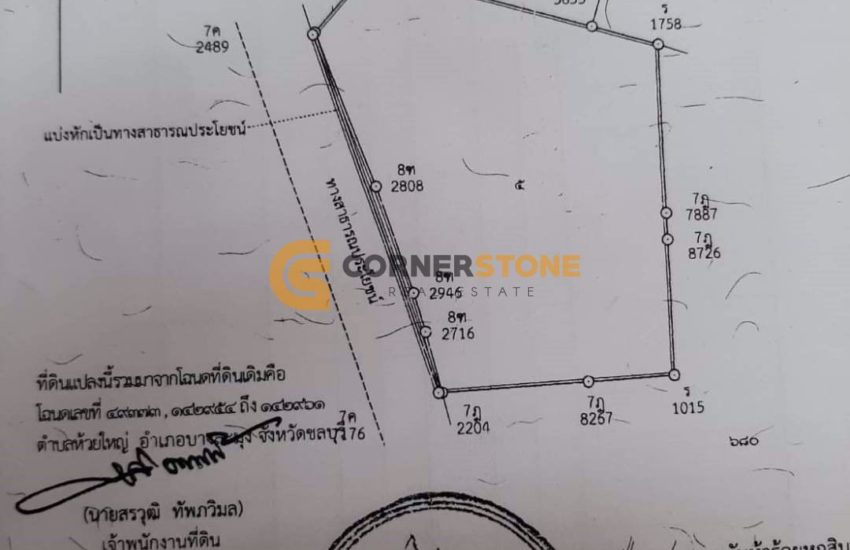 ร
1758
7ค
2489
แบ่งหักเป็นทางสาธารณประโยชน์
8ฑ
2808
๕
7ฎ
7887
7ฎ
8726
ทางสาธารณประโยชน์
CORNERSTONE
REAL ESTATE
8ฑ
2946
8ฑ
2716
ที่ดินแปลงนี้รวมมาจากโฉนดที่ดินเดิมคือ
โฉนดเลขที่ ๔๙๓๗๓ , ๑๔๒๙๕๔ ถึง ๑๔๒๙๖๑
ตำบลห้วยใหญ่ อำเภอบางละมุง จังหวัดชลบุรี
7ค
76
7ฎ
2204
7ฎ
8267
ร
1015
๖๘๐
(นายสรวุฒิ ทัพภวิมล)
เจ้าพนักงานที่ดิน